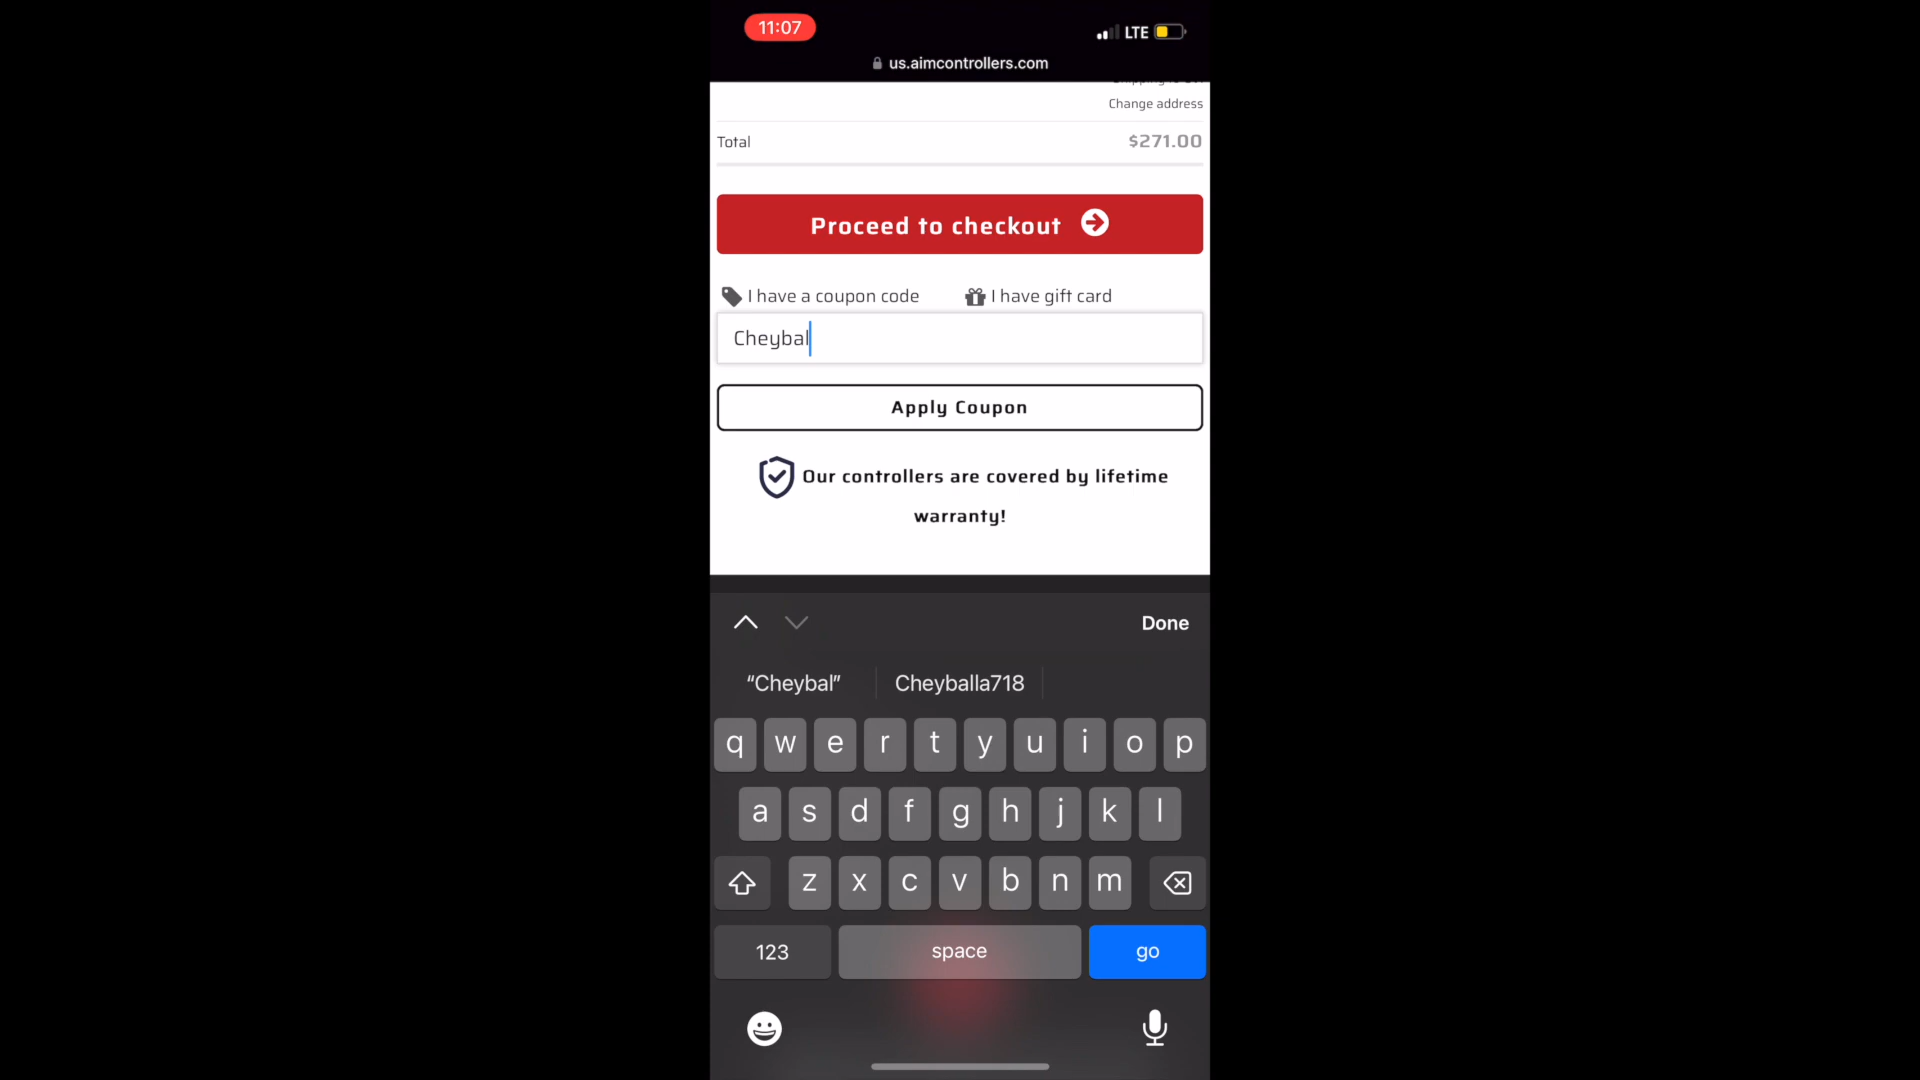 11:07
LTE
us.aimcontrollers.com
Change address
Total
$271.00
Proceed to checkout
I have a coupon code
I have gift card
Cheybal
Apply Coupon
Our controllers are covered by lifetime
warranty!
Done
“Cheybal”
Cheyballa718
q w e r t y u i o p
a s d f g h j k l
z x c v b n m
123
space
go